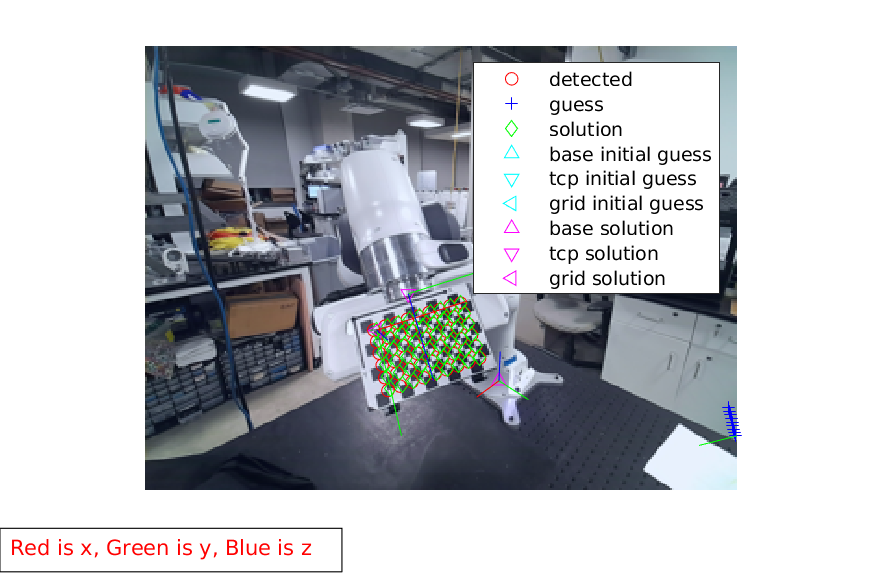 detected
guess
solution
base initial guess
tcp initial guess
grid initial guess
base solution
tcp solution
grid solution
Red is x, Green is y, Blue is z